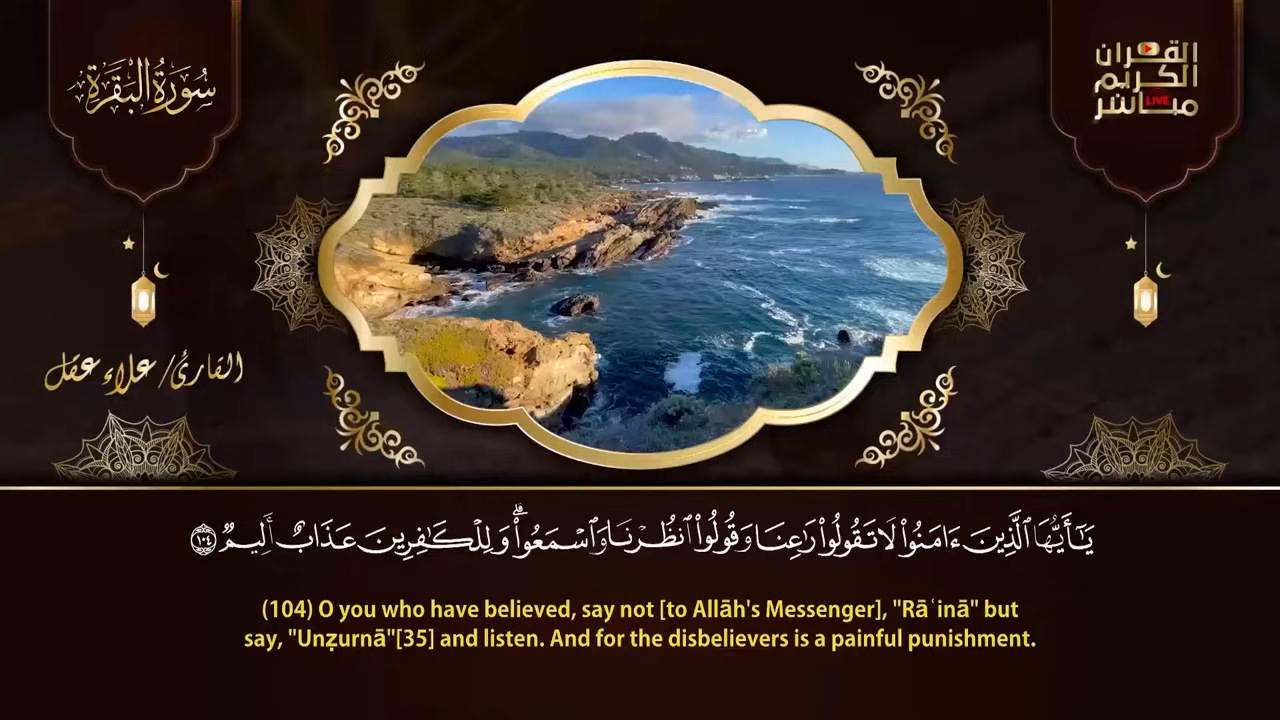 سُورَةُ البَقَرَةِ
القرآن
الكريم
مباشر
LIVE
القارئ/ علاء عقل
يَـٰٓأَيُّهَا ٱلَّذِينَ ءَامَنُوا۟ لَا تَقُولُوا۟ رَٰعِنَا وَقُولُوا۟ ٱنظُرْنَا وَٱسْمَعُوا۟ ۗ وَلِلْكَـٰفِرِينَ عَذَابٌ أَلِيمٌ ١٠٤
(104) O you who have believed, say not [to Allāh's Messenger], "Rāʿinā" but
say, "Unẓurnā"[35] and listen. And for the disbelievers is a painful punishment.